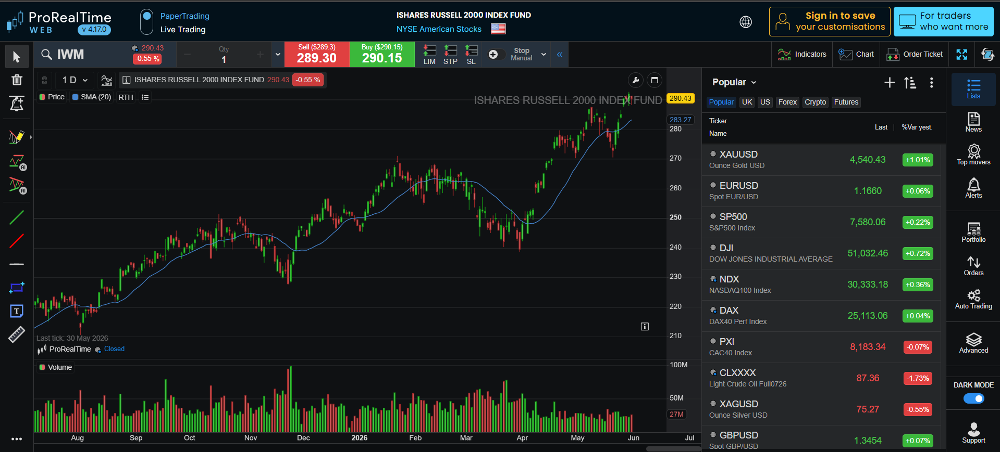 ProRealTime
WEB
v 4.17.0
PaperTrading
Live Trading
ISHARES RUSSELL 2000 INDEX FUND
NYSE American Stocks
Sign in to save
your customisations
For traders
who want more
IWM
290.43
-0.55 %
Qty
1
Sell ($289.3)
289.30
Buy ($290.15)
290.15
LIM
STP
SL
Stop
Manual
Indicators
Chart
Order Ticket
1 D
ISHARES RUSSELL 2000 INDEX FUND 290.43 -0.55 %
Price
SMA (20)
RTH
ISHARES RUSSELL 2000 INDEX FUND
290.43
283.27
280
270
260
250
240
230
220
210
Last tick: 30 May 2026
ProRealTime
Closed
Volume
100M
50M
27M
Aug Sep Oct Nov Dec 2026 Feb Mar Apr May Jun Jul
Popular
Popular UK US Forex Crypto Futures
Ticker
Name
Last | %Var yest.
XAUUSD
Ounce Gold USD
4,540.43
+1.01%
EURUSD
Spot EUR/USD
1.1660
+0.06%
SP500
S&P500 Index
7,580.06
+0.22%
DJI
DOW JONES INDUSTRIAL AVERAGE
51,032.46
+0.72%
NDX
NASDAQ100 Index
30,333.18
+0.36%
DAX
DAX40 Perf Index
25,113.06
+0.04%
PXI
CAC40 Index
8,183.34
-0.07%
CLXXXX
Light Crude Oil Full0726
87.36
-1.73%
XAGUSD
Ounce Silver USD
75.27
-0.55%
GBPUSD
Spot GBP/USD
1.3454
+0.07%
Lists
News
Top movers
Alerts
Portfolio
Orders
Auto Trading
Advanced
DARK MODE
Support
AI
AI
T